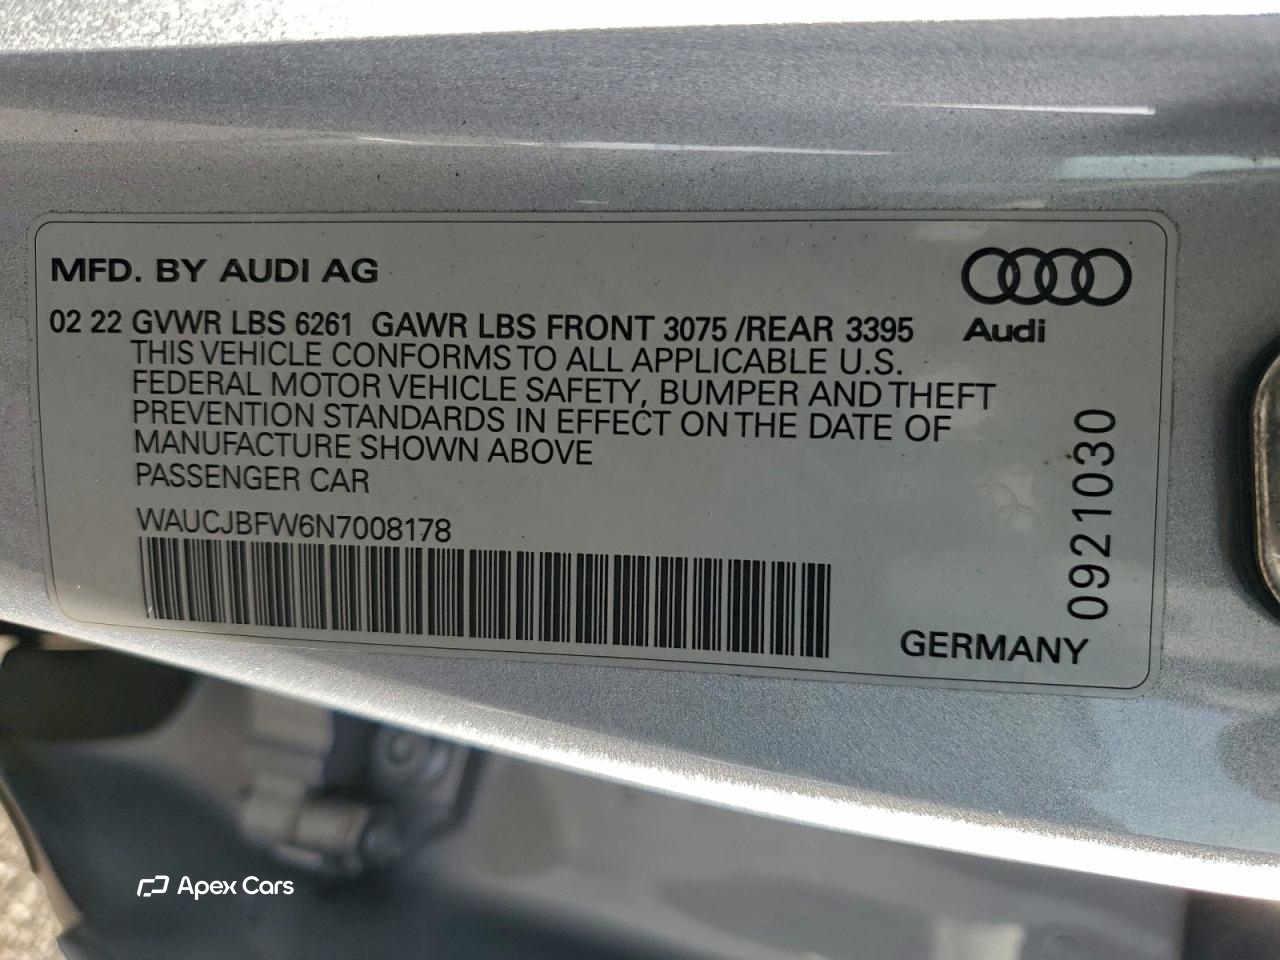 MFD. BY AUDI AG
Audi
02 22 GVWR LBS 6261 GAWR LBS FRONT 3075 /REAR 3395
THIS VEHICLE CONFORMS TO ALL APPLICABLE U.S.
FEDERAL MOTOR VEHICLE SAFETY, BUMPER AND THEFT
PREVENTION STANDARDS IN EFFECT ON THE DATE OF
MANUFACTURE SHOWN ABOVE
PASSENGER CAR
WAUCJBFW6N7008178
0921030
GERMANY
Apex Cars